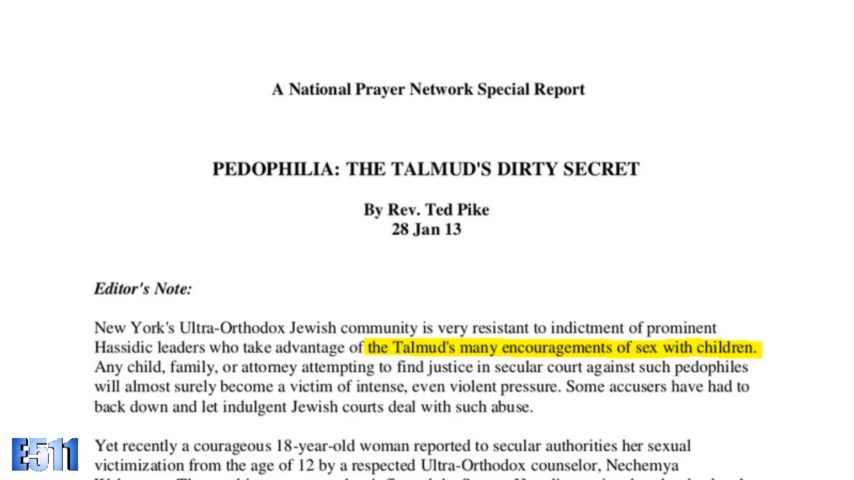 A National Prayer Network Special Report
PEDOPHILIA: THE TALMUD'S DIRTY SECRET
By Rev. Ted Pike
28 Jan 13
Editor's Note:
New York's Ultra-Orthodox Jewish community is very resistant to indictment of prominent
Hassidic leaders who take advantage of the Talmud's many encouragements of sex with children.
Any child, family, or attorney attempting to find justice in secular court against such pedophiles
will almost surely become a victim of intense, even violent pressure. Some accusers have had to
back down and let indulgent Jewish courts deal with such abuse.
Yet recently a courageous 18-year-old woman reported to secular authorities her sexual
victimization from the age of 12 by a respected Ultra-Orthodox counselor, Nechemya
511